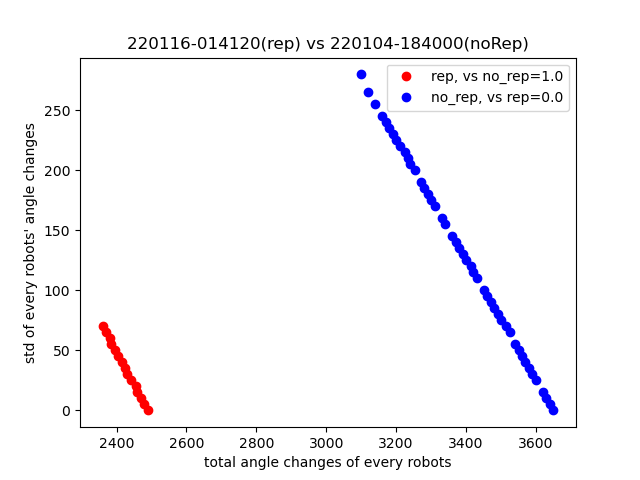 220116-014120(rep) vs 220104-184000(noRep)
rep, vs no_rep=1.0
no_rep, vs rep=0.0
std of every robots' angle changes
250
200
150
100
50
0
2400 2600 2800 3000 3200 3400 3600
total angle changes of every robots